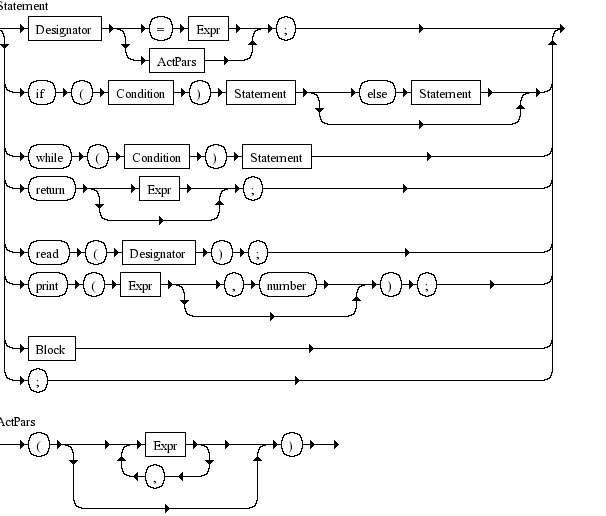 Statement
Designator = Expr ;
ActPars
if ( Condition ) Statement else Statement
while ( Condition ) Statement
return Expr ;
read ( Designator ) ;
print ( Expr , number ) ;
Block
;
ActPars
( Expr )
,